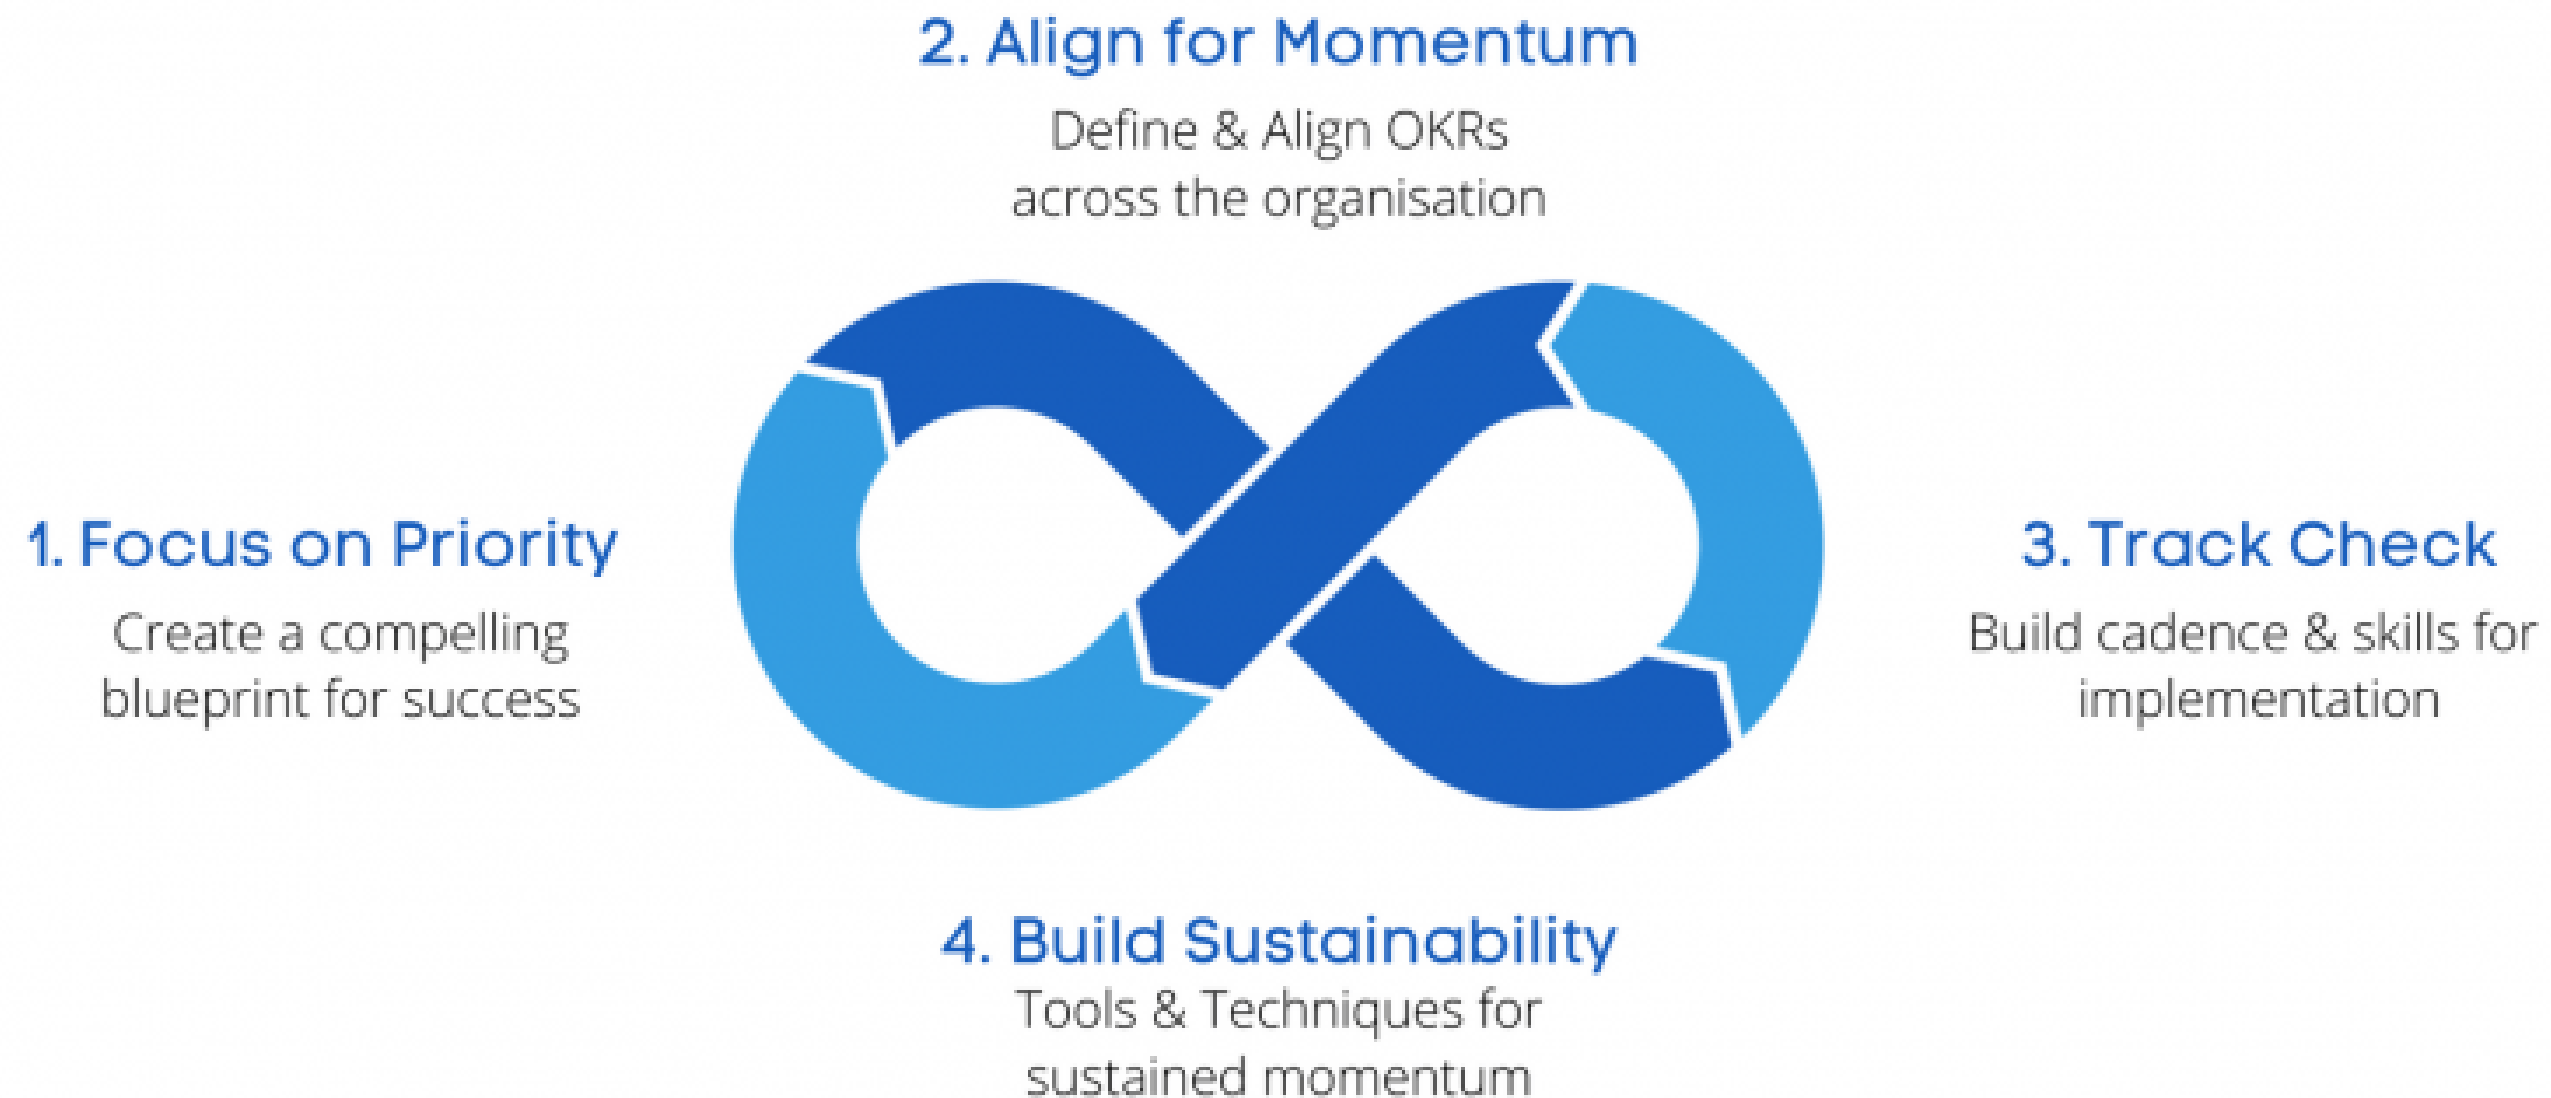 2. Align for Momentum
Define & Align OKRs
across the organisation
1. Focus on Priority
Create a compelling
blueprint for success
3. Track Check
Build cadence & skills for
implementation
4. Build Sustainability
Tools & Techniques for
sustained momentum